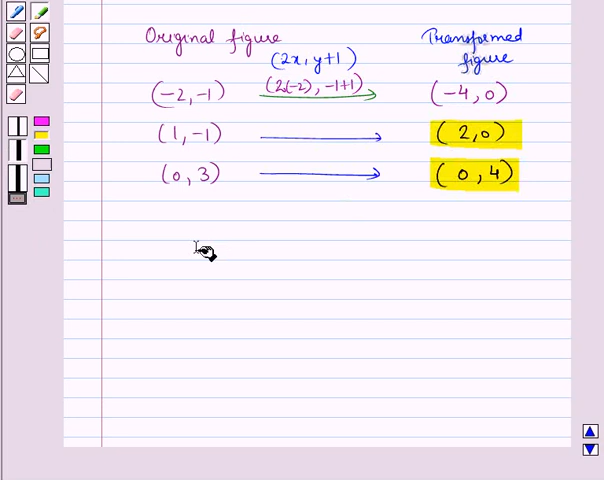 Original figure
Transformed figure
(2x, y+1)
(-2, -1) (2(-2), -1+1) (-4, 0)
(1, -1) (2, 0)
(0, 3) (0, 4)